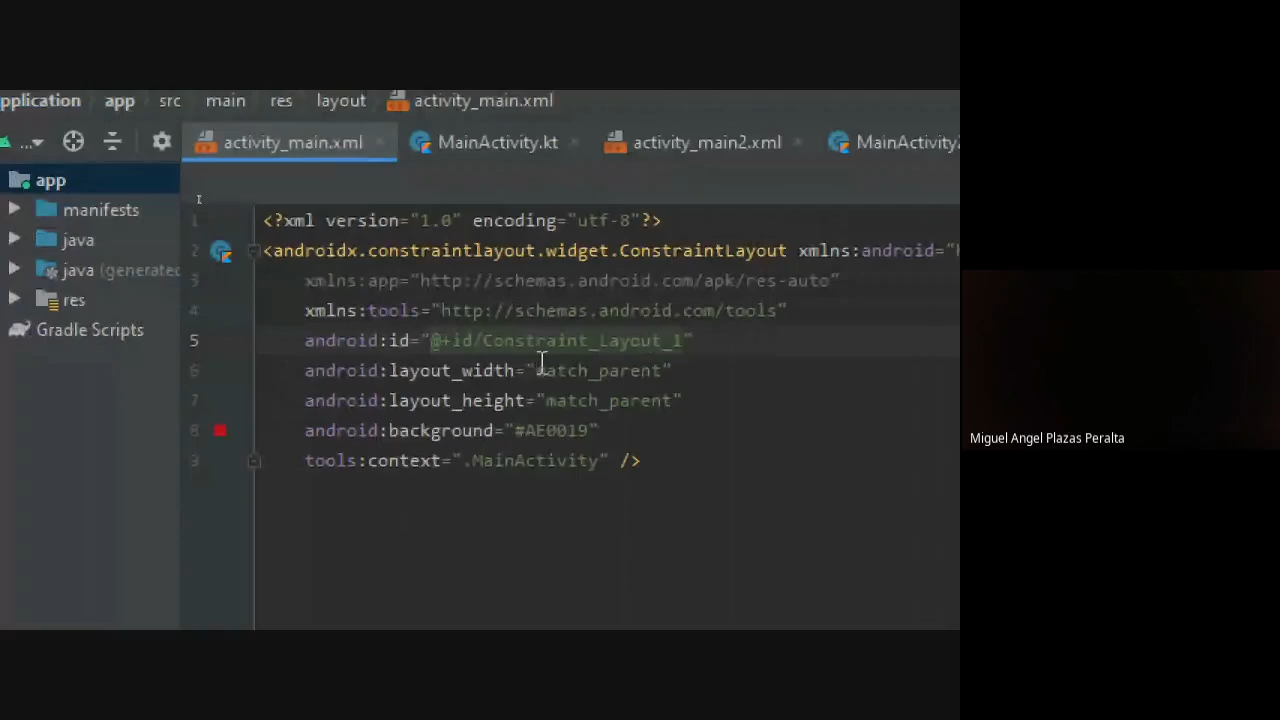 pplication app src main res layout activity_main.xml
... activity_main.xml MainActivity.kt activity_main2.xml MainActivity
app
manifests
java
java (generated
res
Gradle Scripts
1 <?xml version="1.0" encoding="utf-8"?>
2 <androidx.constraintlayout.widget.ConstraintLayout xmlns:android="h
3 xmlns:app="http://schemas.android.com/apk/res-auto"
4 xmlns:tools="http://schemas.android.com/tools"
5 android:id="@+id/Constraint_Layout_1"
6 android:layout_width="match_parent"
7 android:layout_height="match_parent"
8 android:background="#AE0019"
9 tools:context=".MainActivity" />
Miguel Angel Plazas Peralta